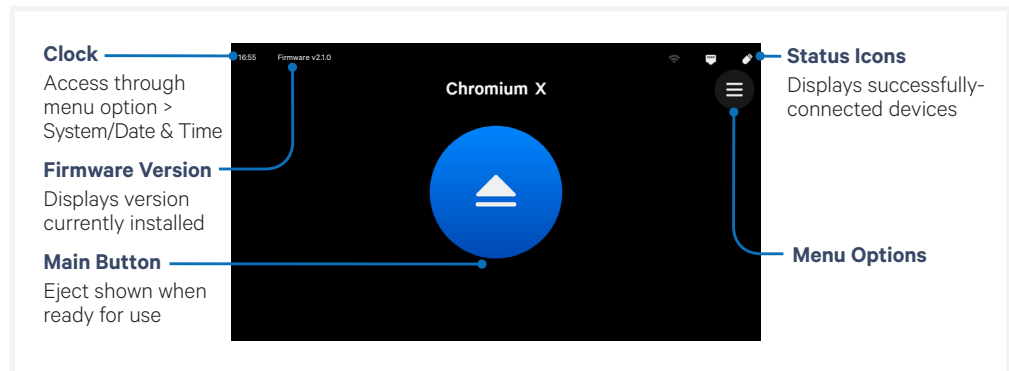 Clock
Access through
menu option >
System/Date & Time
Firmware Version
Displays version
currently installed
Main Button
Eject shown when
ready for use
16:55 Firmware v2.1.0
Chromium X
Status Icons
Displays successfully-
connected devices
Menu Options